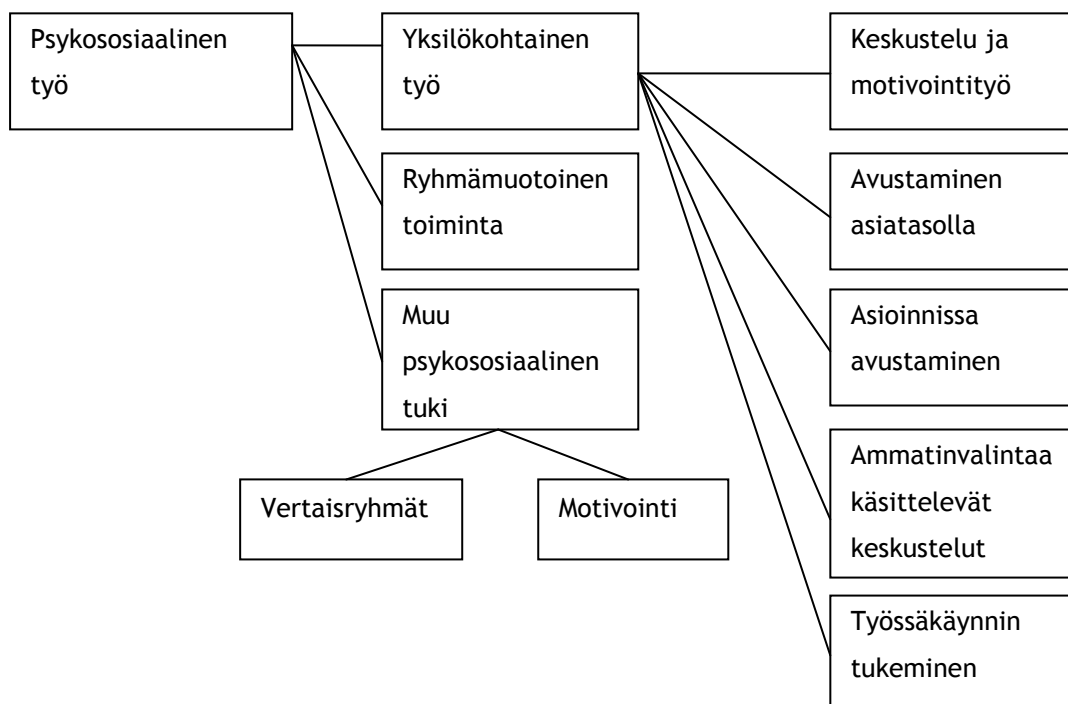 Psykososiaalinen
työ
Yksilökohtainen
työ
Keskustelu ja
motivointityö
Ryhmämuotoinen
toiminta
Avustaminen
asiatasolla
Muu
psykososiaalinen
tuki
Asioinnissa
avustaminen
Vertaisryhmät
Motivointi
Ammatinvalintaa
käsittelevät
keskustelut
Työssäkäynnin
tukeminen